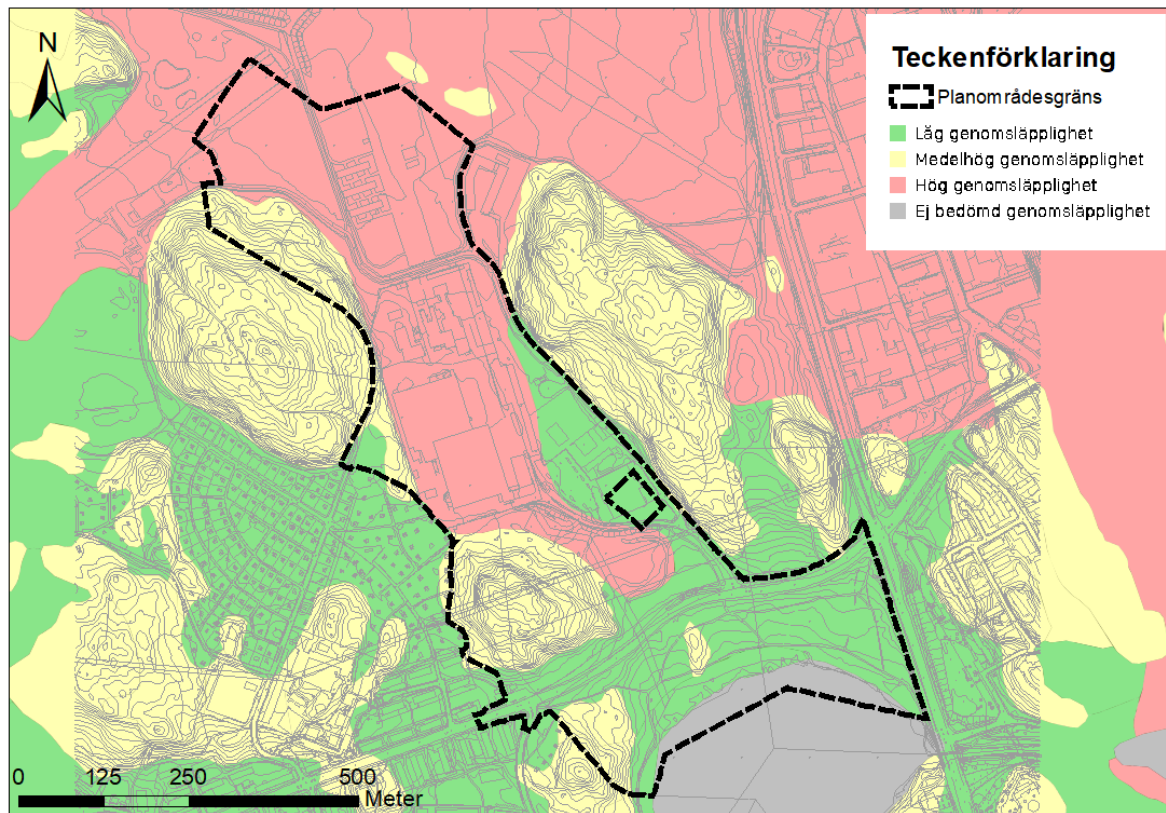 N
Teckenförklaring
Planområdesgräns
Låg genomsläpplighet
Medelhög genomsläpplighet
Hög genomsläpplighet
Ej bedömd genomsläpplighet
0 125 250 500
Meter